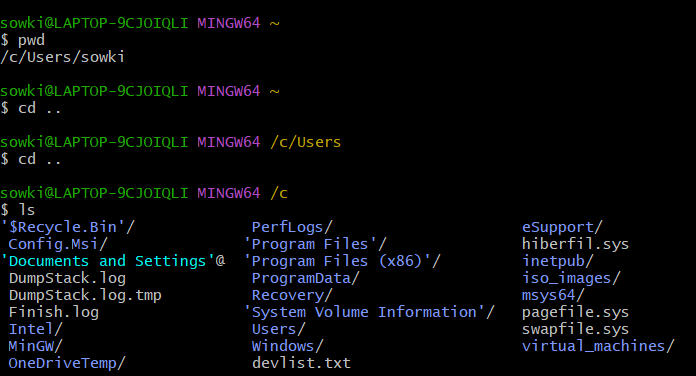 sowki@LAPTOP-9CJOIQLI MINGW64 ~
$ pwd
/c/Users/sowki
sowki@LAPTOP-9CJOIQLI MINGW64 ~
$ cd ..
sowki@LAPTOP-9CJOIQLI MINGW64 /c/Users
$ cd ..
sowki@LAPTOP-9CJOIQLI MINGW64 /c
$ ls
'$Recycle.Bin'/ PerfLogs/ eSupport/
Config.Msi/ 'Program Files'/ hiberfil.sys
'Documents and Settings'@ 'Program Files (x86)'/ inetpub/
DumpStack.log ProgramData/ iso_images/
DumpStack.log.tmp Recovery/ msys64/
Finish.log 'System Volume Information'/ pagefile.sys
Intel/ Users/ swapfile.sys
MinGW/ Windows/ virtual_machines/
OneDriveTemp/ devlist.txt